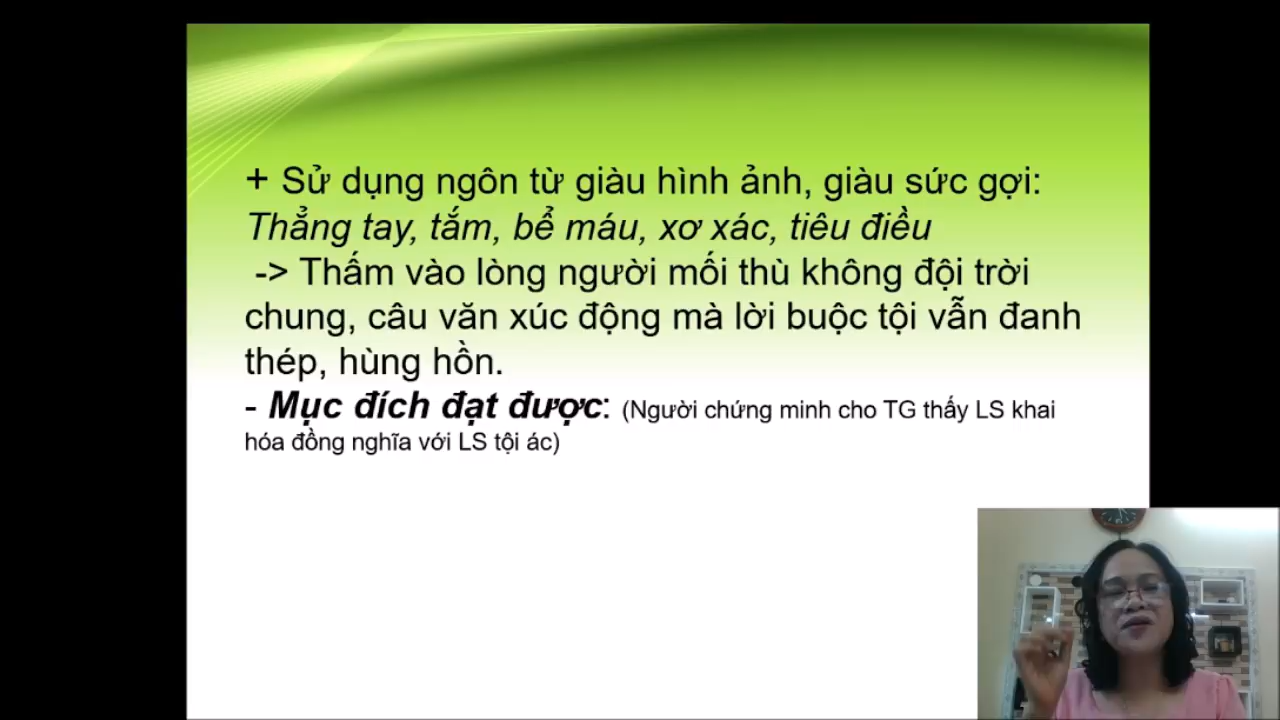 + Sử dụng ngôn từ giàu hình ảnh, giàu sức gợi:
Thẳng tay, tắm, bể máu, xơ xác, tiêu điều
-> Thấm vào lòng người mối thù không đội trời
chung, câu văn xúc động mà lời buộc tội vẫn đanh
thép, hùng hồn.
- Mục đích đạt được: (Người chứng minh cho TG thấy LS khai
hóa đồng nghĩa với LS tội ác)